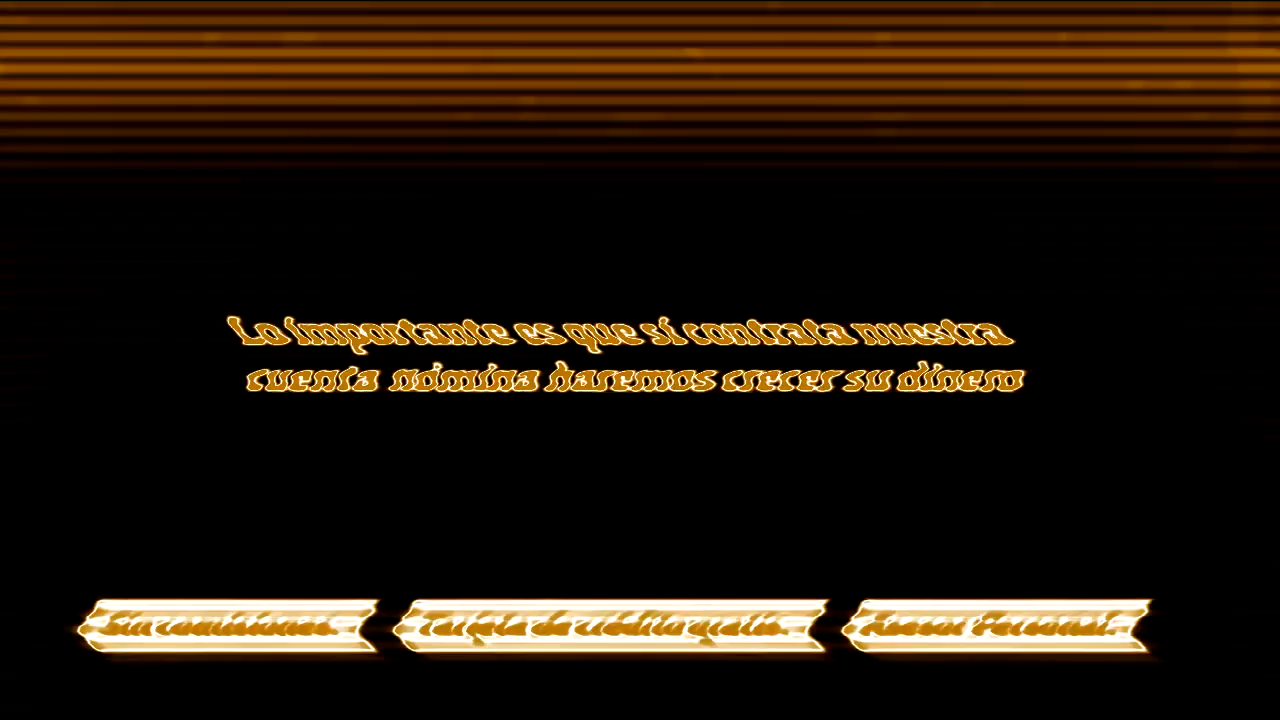 Lo importante es que si contrata nuestra
cuenta nómina haremos crecer su dinero
Sin comisiones.
Tarjeta de crédito gratis.
Asesor Personal.